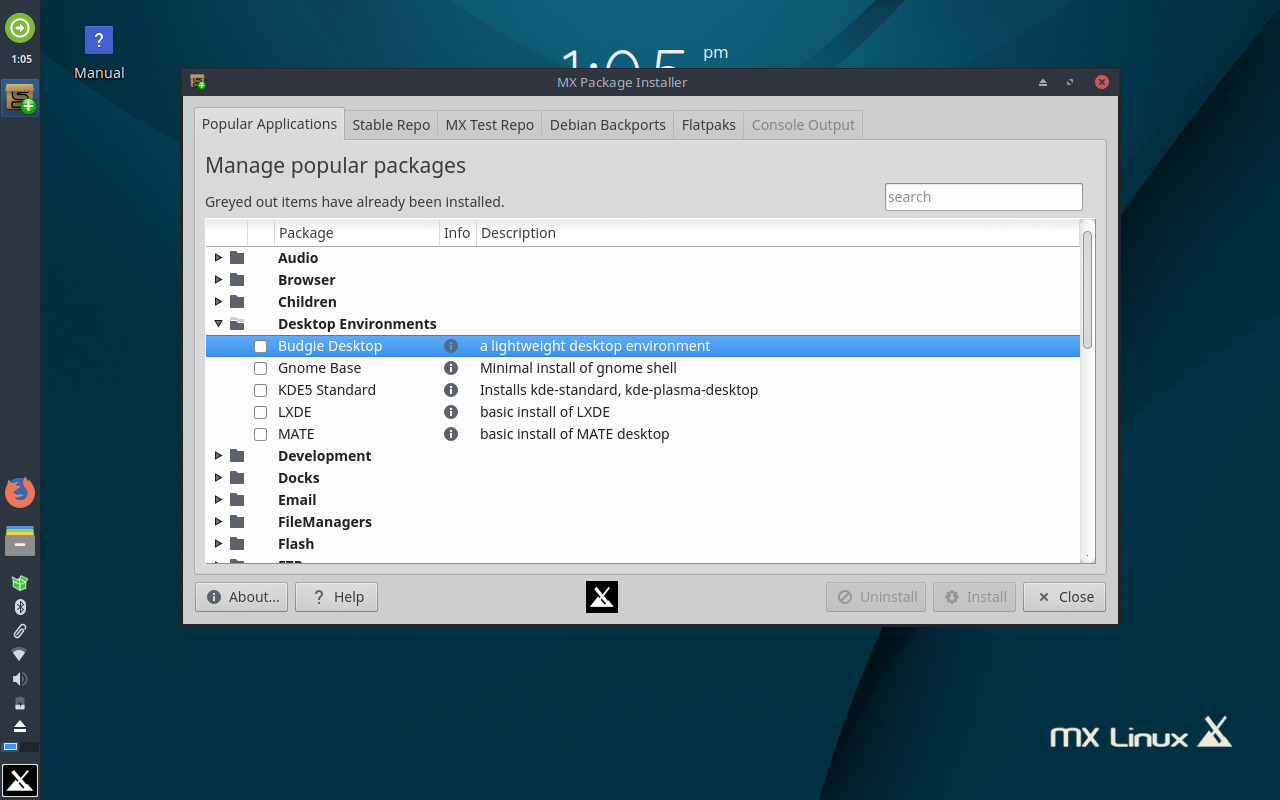 1:05
?
Manual
1:05 pm
MX Package Installer
Popular Applications
Stable Repo
MX Test Repo
Debian Backports
Flatpaks
Console Output
Manage popular packages
Greyed out items have already been installed.
search
Package Info Description
Audio
Browser
Children
Desktop Environments
Budgie Desktop a lightweight desktop environment
Gnome Base Minimal install of gnome shell
KDE5 Standard Installs kde-standard, kde-plasma-desktop
LXDE basic install of LXDE
MATE basic install of MATE desktop
Development
Docks
Email
FileManagers
Flash
About...
? Help
Uninstall
Install
Close
MX Linux